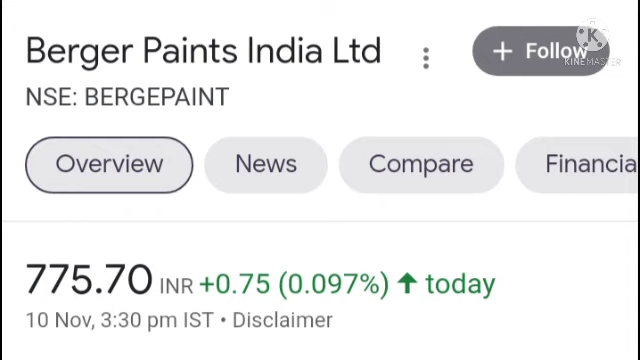 Berger Paints India Ltd
+ Follow
KINEMASTER
NSE: BERGEPAINT
Overview
News
Compare
Financia
775.70 INR +0.75 (0.097%) ↑ today
10 Nov, 3:30 pm IST • Disclaimer